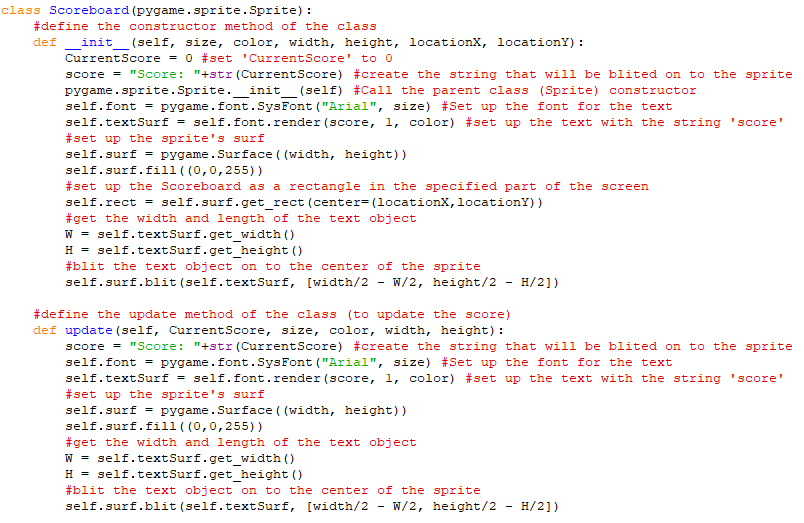 class Scoreboard(pygame.sprite.Sprite):
    #define the constructor method of the class
    def __init__(self, size, color, width, height, locationX, locationY):
        CurrentScore = 0 #set 'CurrentScore' to 0
        score = "Score: "+str(CurrentScore) #create the string that will be blited on to the sprite
        pygame.sprite.Sprite.__init__(self) #Call the parent class (Sprite) constructor
        self.font = pygame.font.SysFont("Arial", size) #Set up the font for the text
        self.textSurf = self.font.render(score, 1, color) #set up the text with the string 'score'
        #set up the sprite's surf
        self.surf = pygame.Surface((width, height))
        self.surf.fill((0,0,255))
        #set up the Scoreboard as a rectangle in the specified part of the screen
        self.rect = self.surf.get_rect(center=(locationX,locationY))
        #get the width and length of the text object
        W = self.textSurf.get_width()
        H = self.textSurf.get_height()
        #blit the text object on to the center of the sprite
        self.surf.blit(self.textSurf, [width/2 - W/2, height/2 - H/2])

    #define the update method of the class (to update the score)
    def update(self, CurrentScore, size, color, width, height):
        score = "Score: "+str(CurrentScore) #create the string that will be blited on to the sprite
        self.font = pygame.font.SysFont("Arial", size) #Set up the font for the text
        self.textSurf = self.font.render(score, 1, color) #set up the text with the string 'score'
        #set up the sprite's surf
        self.surf = pygame.Surface((width, height))
        self.surf.fill((0,0,255))
        #get the width and length of the text object
        W = self.textSurf.get_width()
        H = self.textSurf.get_height()
        #blit the text object on to the center of the sprite
        self.surf.blit(self.textSurf, [width/2 - W/2, height/2 - H/2])